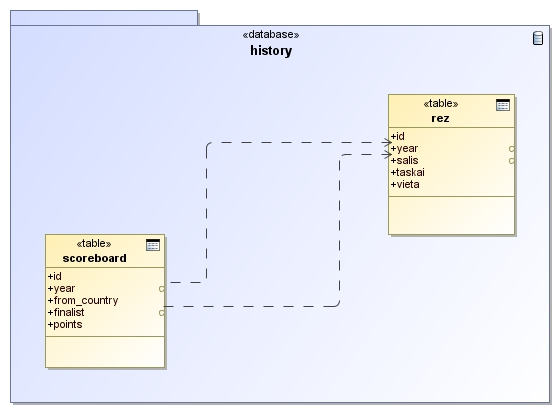 «database»
history
«table»
rez
+id
+year
+salis
+taskai
+vieta
«table»
scoreboard
+id
+year
+from_country
+finalist
+points